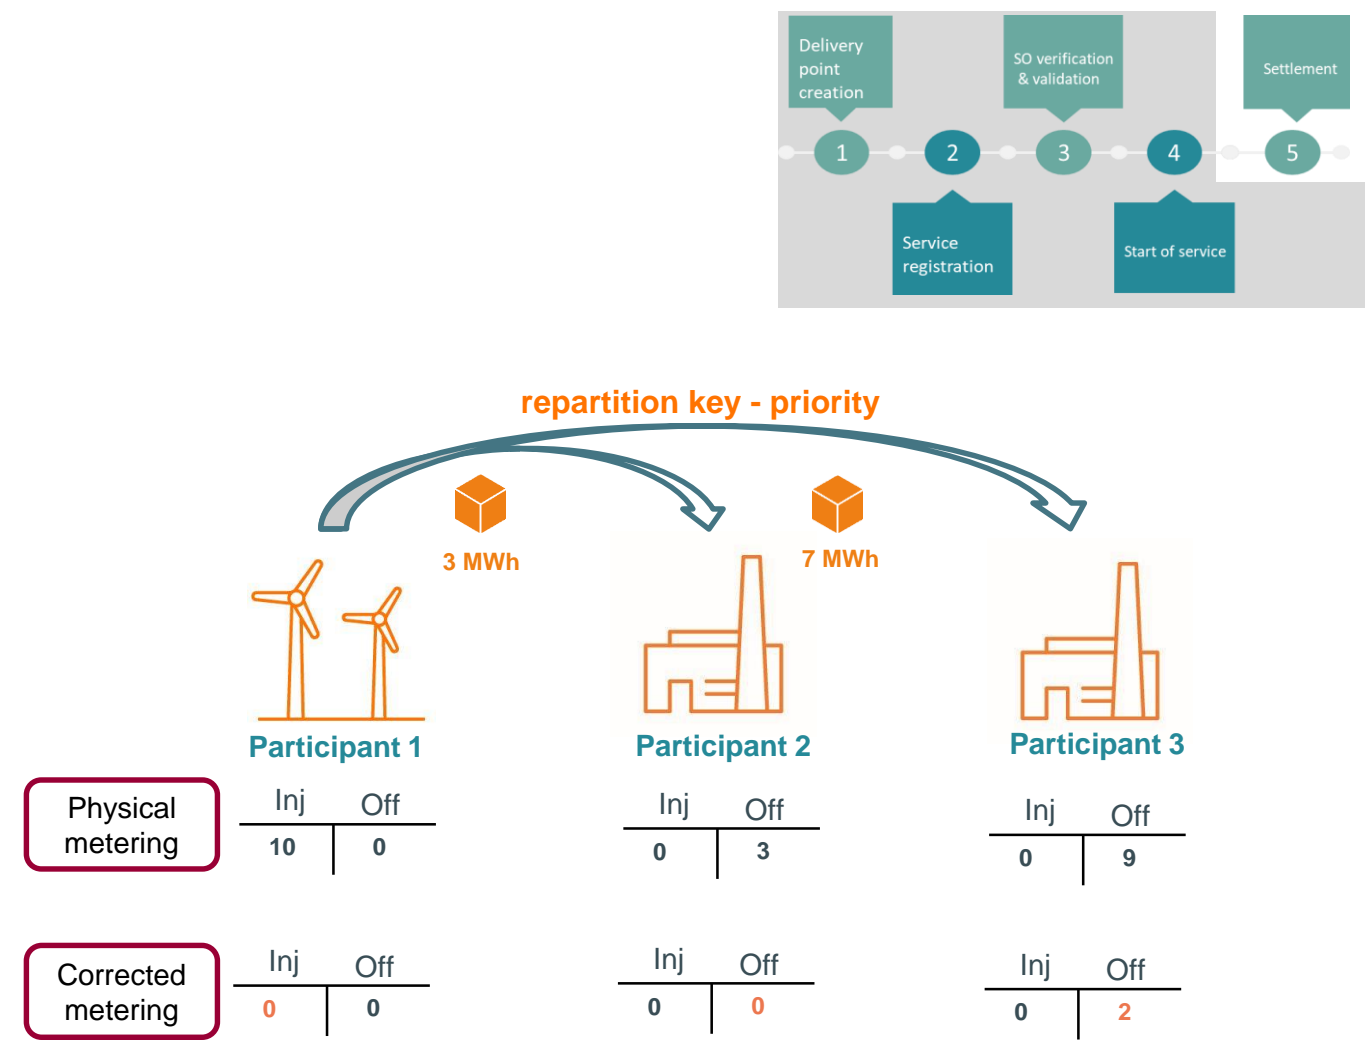 Delivery
point
creation
SO verification
& validation
Settlement
1
2
3
4
5
Service
registration
Start of service
repartition key - priority
3 MWh
7 MWh
Participant 1
Participant 2
Participant 3
Physical
metering
Inj Off
10 0
Inj Off
0 3
Inj Off
0 9
Corrected
metering
Inj Off
0 0
Inj Off
0 0
Inj Off
0 2